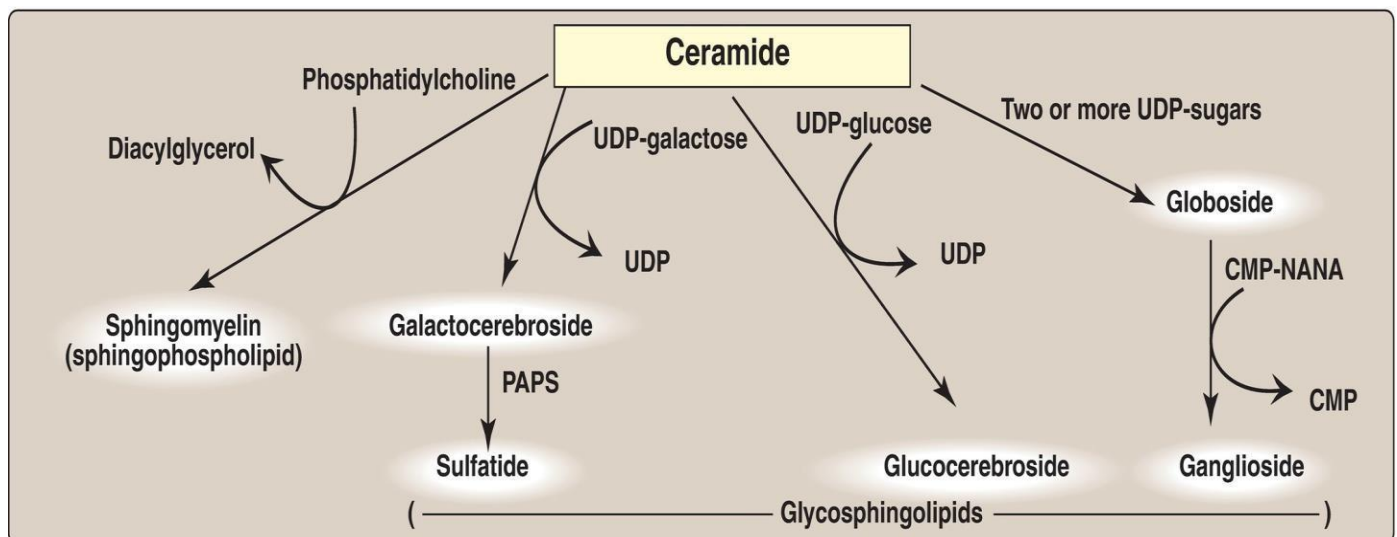 Ceramide
Phosphatidylcholine
Diacylglycerol
UDP-galactose
UDP
UDP-glucose
UDP
Two or more UDP-sugars
Globoside
CMP-NANA
CMP
Sphingomyelin
(sphingophospholipid)
Galactocerebroside
PAPS
Sulfatide
Glucocerebroside
Ganglioside
( Glycosphingolipids )